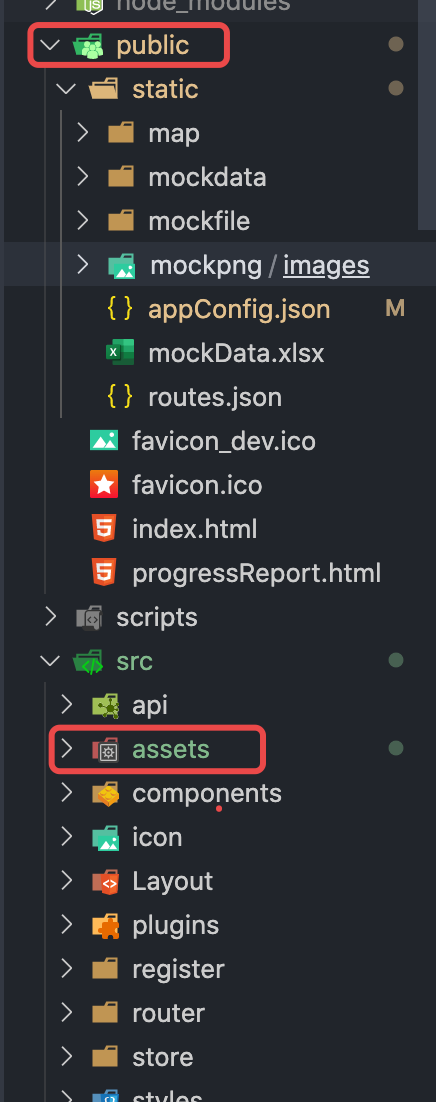 node_modules
public
static
map
mockdata
mockfile
mockpng / images
appConfig.json M
mockData.xlsx
routes.json
favicon_dev.ico
favicon.ico
index.html
progressReport.html
scripts
src
api
assets
components
icon
Layout
plugins
register
router
store
styles